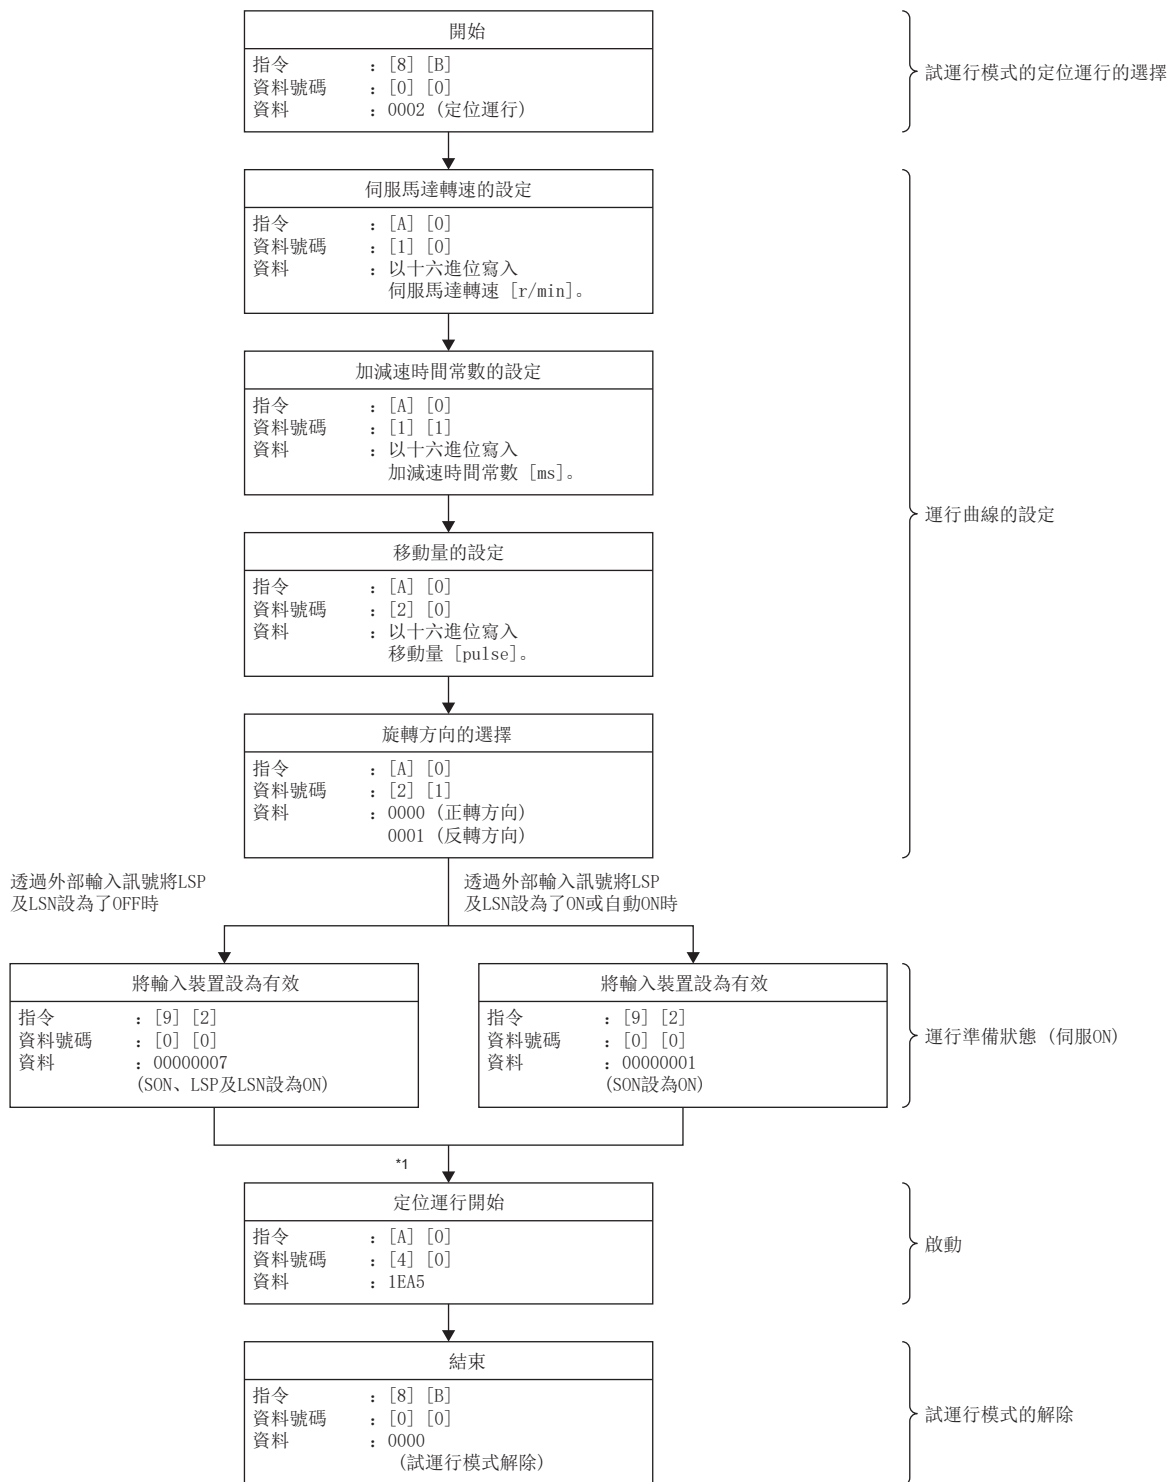 開始
指令 : [8] [B]
資料號碼 : [0] [0]
資料 : 0002 (定位運行)
試運行模式的定位運行的選擇
伺服馬達轉速的設定
指令 : [A] [0]
資料號碼 : [1] [0]
資料 : 以十六進位寫入
伺服馬達轉速 [r/min]。
加減速時間常數的設定
指令 : [A] [0]
資料號碼 : [1] [1]
資料 : 以十六進位寫入
加減速時間常數 [ms]。
運行曲線的設定
移動量的設定
指令 : [A] [0]
資料號碼 : [2] [0]
資料 : 以十六進位寫入
移動量 [pulse]。
旋轉方向的選擇
指令 : [A] [0]
資料號碼 : [2] [1]
資料 : 0000 (正轉方向)
0001 (反轉方向)
透過外部輸入訊號將LSP
及LSN設為了OFF時
透過外部輸入訊號將LSP
及LSN設為了ON或自動ON時
將輸入裝置設為有效
指令 : [9] [2]
資料號碼 : [0] [0]
資料 : 00000007
(SON、LSP及LSN設為ON)
將輸入裝置設為有效
指令 : [9] [2]
資料號碼 : [0] [0]
資料 : 00000001
(SON設為ON)
運行準備狀態 (伺服ON)
*1
定位運行開始
指令 : [A] [0]
資料號碼 : [4] [0]
資料 : 1EA5
啟動
結束
指令 : [8] [B]
資料號碼 : [0] [0]
資料 : 0000
(試運行模式解除)
試運行模式的解除